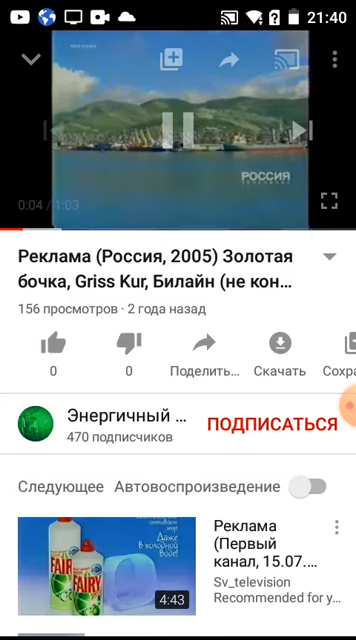 21:40
РОССИЯ
0:04 / 1:03
Реклама (Россия, 2005) Золотая
бочка, Griss Kur, Билайн (не кон...
156 просмотров · 2 года назад
0
0
Поделить...
Скачать
Сохра
Энергичный ...
ПОДПИСАТЬСЯ
470 подписчиков
Следующее
Автовоспроизведение
Даже
в холодной
воде!
FAIRY
FAIRY
4:43
Реклама
(Первый
канал, 15.07....
Sv_television
Recommended for y...